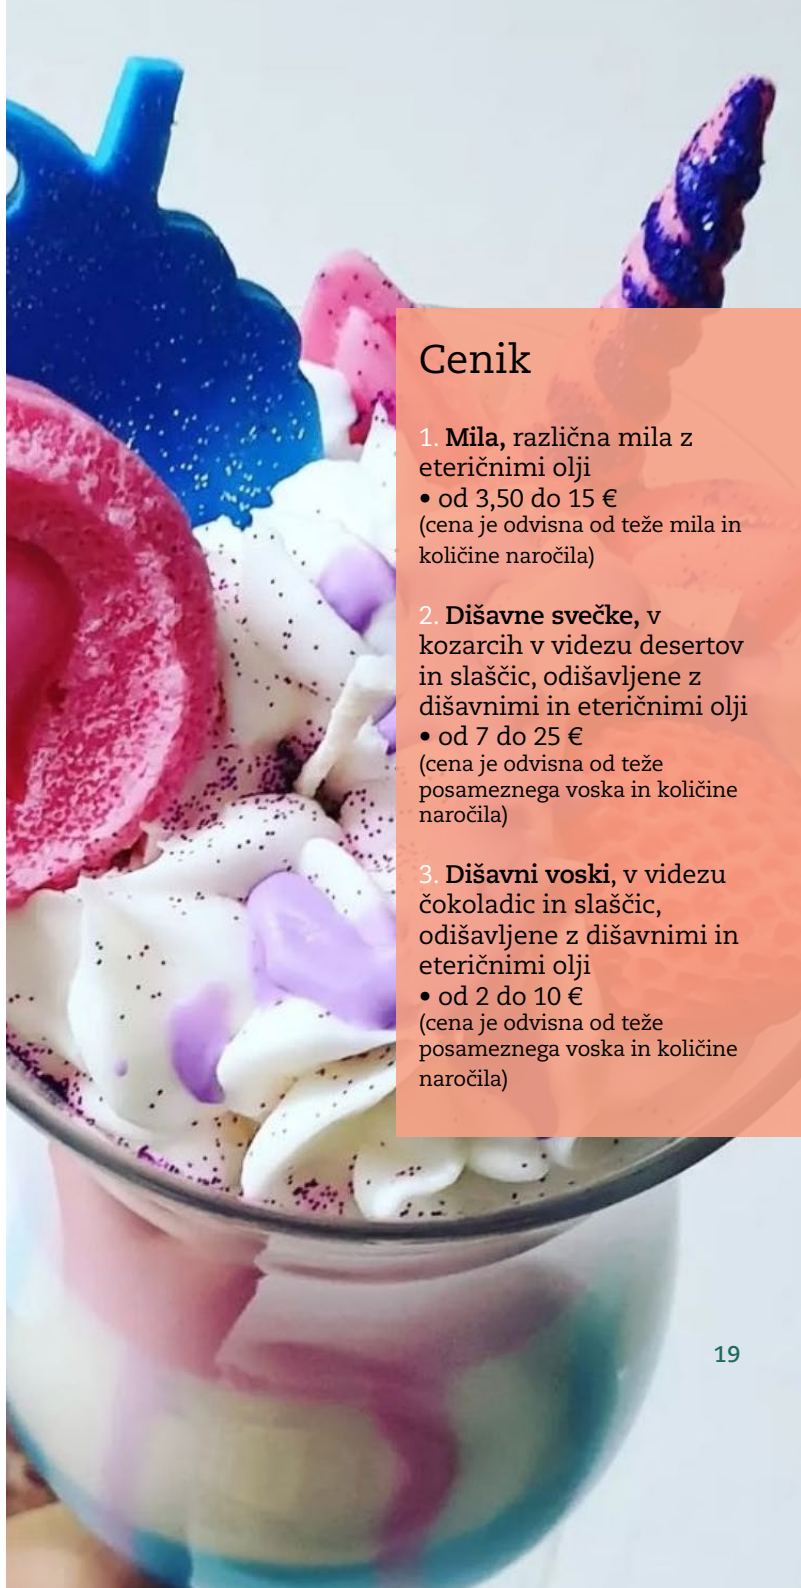 Cenik
1. Mila, različna mila z
eteričnimi olji
• od 3,50 do 15 €
(cena je odvisna od teže mila in
količine naročila)
2. Dišavne svečke, v
kozarcih v videzu desertov
in slaščic, odišavljene z
dišavnimi in eteričnimi olji
• od 7 do 25 €
(cena je odvisna od teže
posameznega voska in količine
naročila)
3. Dišavni voski, v videzu
čokoladic in slaščic,
odišavljene z dišavnimi in
eteričnimi olji
• od 2 do 10 €
(cena je odvisna od teže
posameznega voska in količine
naročila)
19